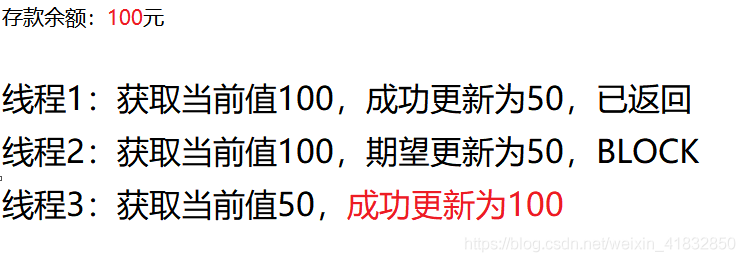 存款余额：100元
线程1：获取当前值100，成功更新为50，已返回
线程2：获取当前值100，期望更新为50，BLOCK
线程3：获取当前值50，成功更新为100
https://blog.csdn.net/weixin_41832850